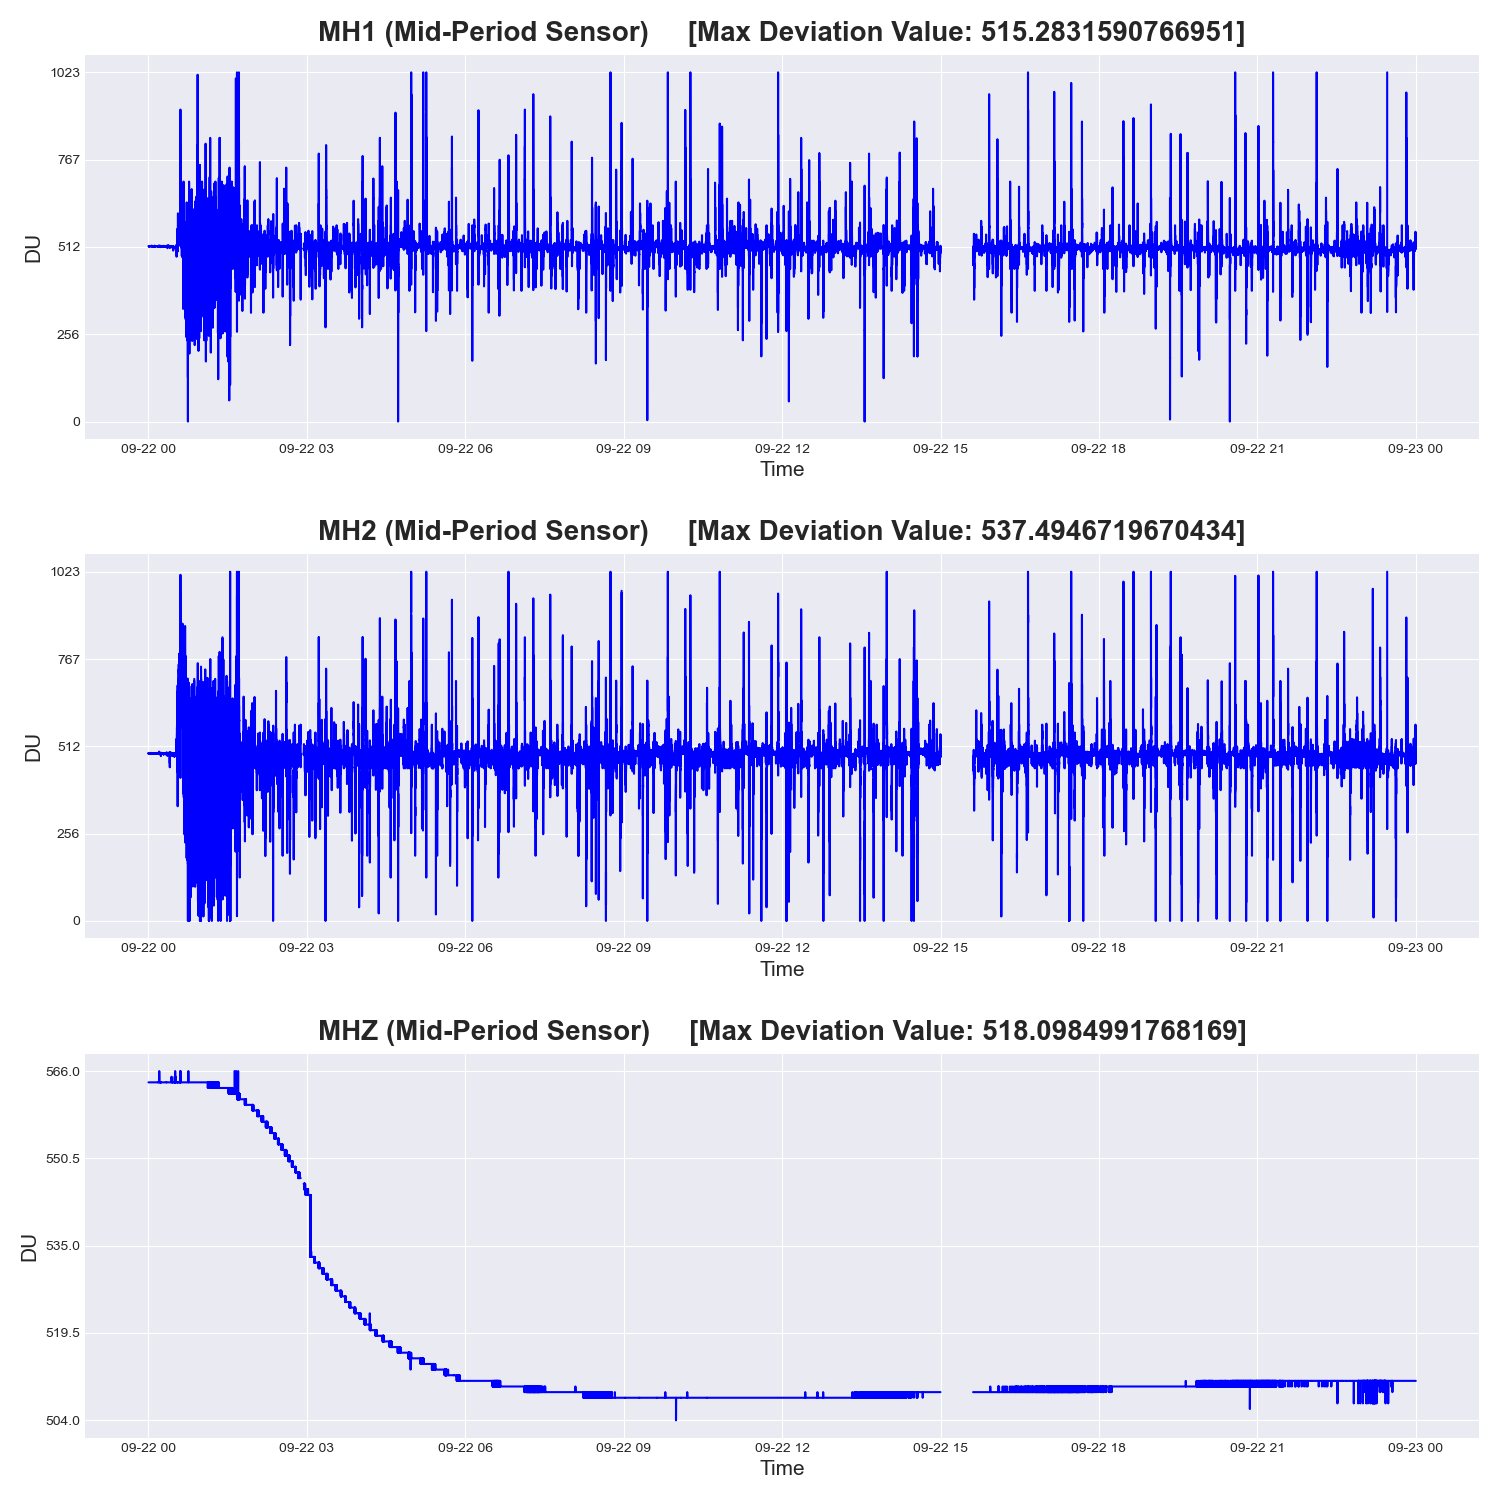 MH1 (Mid-Period Sensor) [Max Deviation Value: 515.2831590766951]
1023
767
512
256
0
DU
09-22 00 09-22 03 09-22 06 09-22 09 09-22 12 09-22 15 09-22 18 09-22 21 09-23 00
Time
MH2 (Mid-Period Sensor) [Max Deviation Value: 537.4946719670434]
1023
767
512
256
0
DU
09-22 00 09-22 03 09-22 06 09-22 09 09-22 12 09-22 15 09-22 18 09-22 21 09-23 00
Time
MHZ (Mid-Period Sensor) [Max Deviation Value: 518.0984991768169]
566.0
550.5
535.0
519.5
504.0
DU
09-22 00 09-22 03 09-22 06 09-22 09 09-22 12 09-22 15 09-22 18 09-22 21 09-23 00
Time